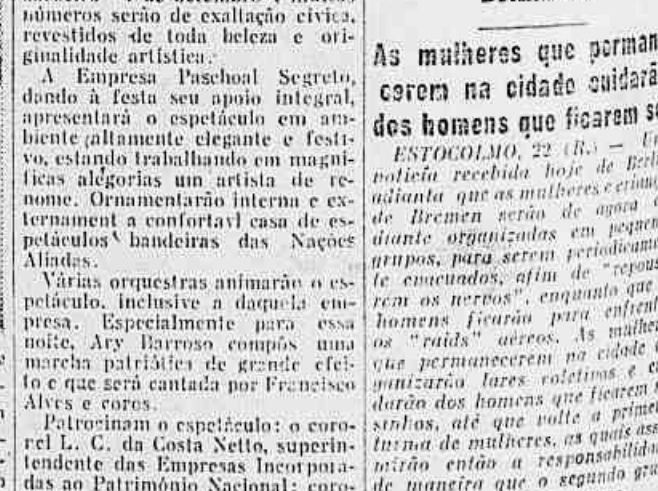 números serão de exaltação cívica,
revestidos de toda beleza e ori-
ginalidade artística.
A Empresa Paschoal Segreto,
dando à festa seu apoio integral,
apresentará o espetáculo em am-
biente altamente elegante e festi-
vo, estando trabalhando em magni-
ficas alegorias um artista de re-
nome. Ornamentarão interna e ex-
ternament a confortavl casa de es-
petáculos bandeiras das Nações
Aliadas.
Várias orquestras animarão o es-
petáculo, inclusive a daquela em-
presa. Especialmente para essa
noite, Ary Barroso compôs uma
marcha patriótica de grande efei-
to e que será cantada por Francisco
Alves e coros.
Patrocinam o espetáculo: o coro-
rel L. C. da Costa Netto, superin-
tendente das Empresas Incorpora-
das ao Patrimônio Nacional; coro-
As mulheres que perman
cerem na cidade cuidarã
dos homens que ficarem s
ESTOCOLMO, 22 (R.) —
noticia recebida hoje de Berli
adianta que as mulheres e crianç
de Bremen serão de agora
diante organizadas em pequen
grupos, para serem periodicame
te evacuados, afim de "repous
rem os nervos", enquanto que
homens ficarão para enfrent
os "raids" aéreos. As mulhe
que permanecerem na cidade
ganizarão lares coletivos e
darão dos homens que ficarem
sinhos, até que volte a primei
turma de mulheres, as quais ass
mirão então a responsabilida
de maneira que o segundo gru